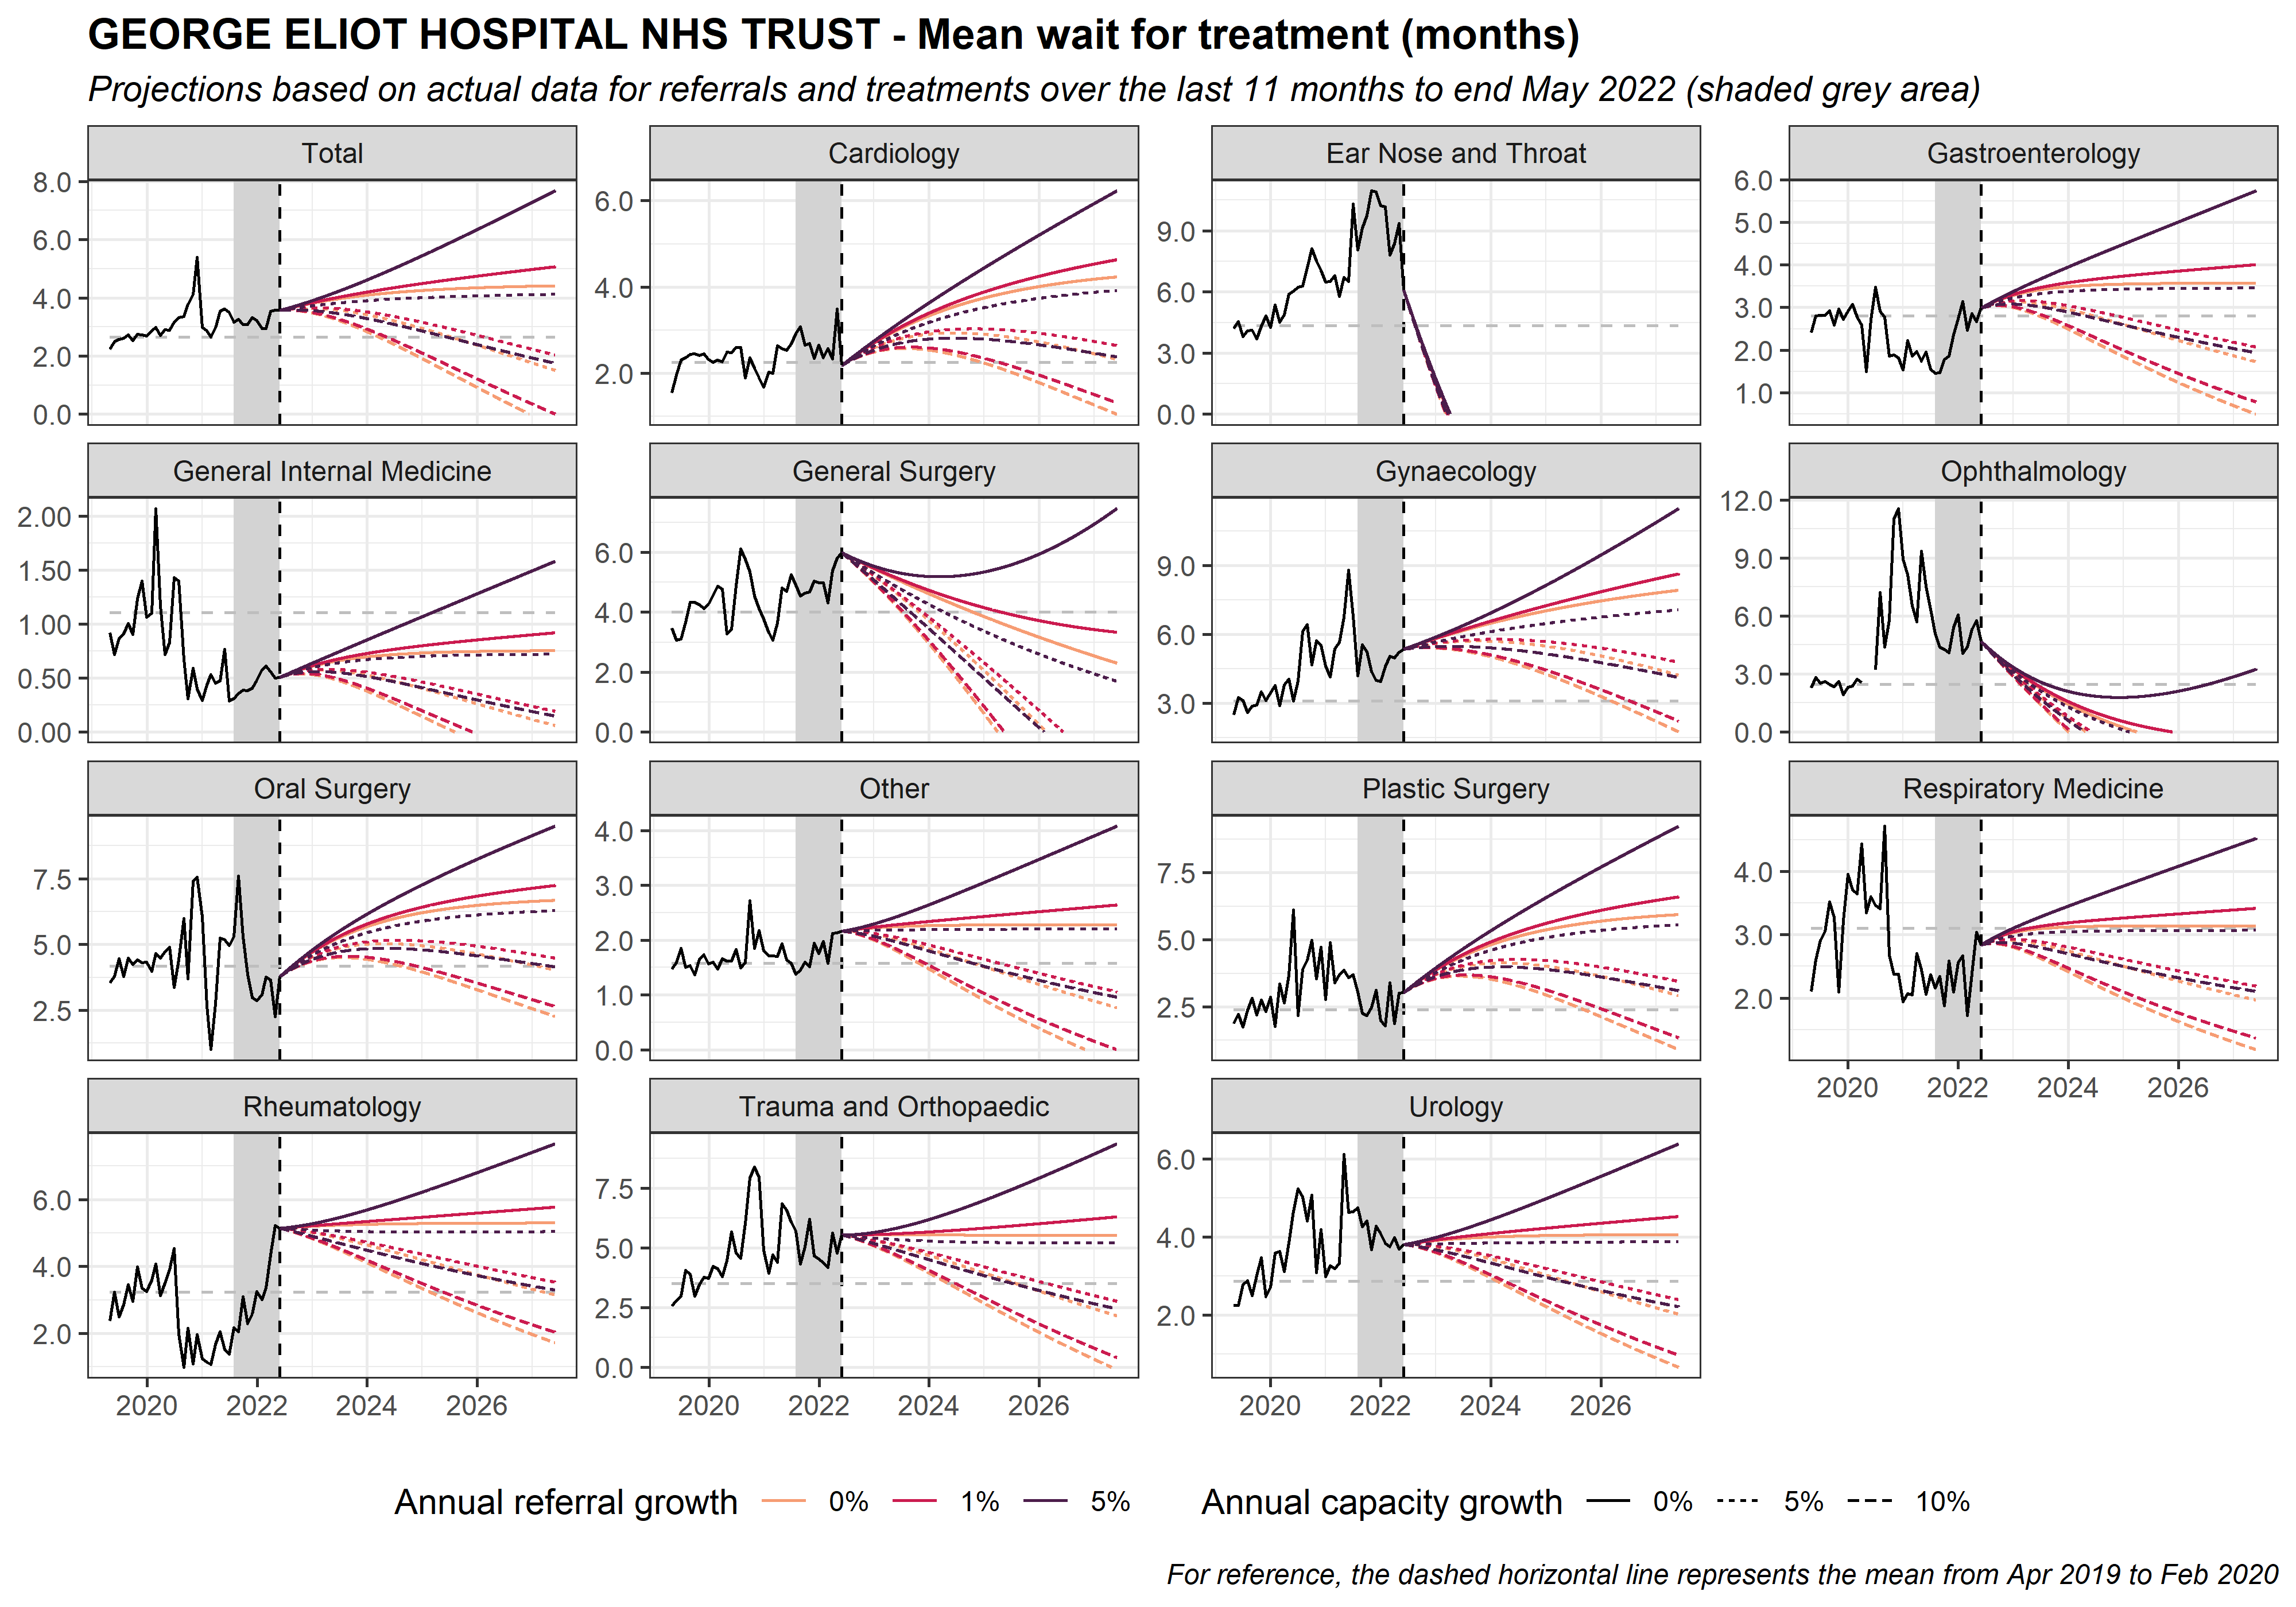 GEORGE ELIOT HOSPITAL NHS TRUST - Mean wait for treatment (months)
Projections based on actual data for referrals and treatments over the last 11 months to end May 2022 (shaded grey area)
Total
8.0
6.0
4.0
2.0
0.0
Cardiology
6.0
4.0
2.0
Ear Nose and Throat
9.0
6.0
3.0
0.0
Gastroenterology
6.0
5.0
4.0
3.0
2.0
1.0
General Internal Medicine
2.00
1.50
1.00
0.50
0.00
General Surgery
6.0
4.0
2.0
0.0
Gynaecology
9.0
6.0
3.0
Ophthalmology
12.0
9.0
6.0
3.0
0.0
Oral Surgery
7.5
5.0
2.5
Other
4.0
3.0
2.0
1.0
0.0
Plastic Surgery
7.5
5.0
2.5
Respiratory Medicine
4.0
3.0
2.0
2020 2022 2024 2026
Rheumatology
6.0
4.0
2.0
2020 2022 2024 2026
Trauma and Orthopaedic
7.5
5.0
2.5
0.0
2020 2022 2024 2026
Urology
6.0
4.0
2.0
2020 2022 2024 2026
Annual referral growth 0% 1% 5%
Annual capacity growth 0% 5% 10%
For reference, the dashed horizontal line represents the mean from Apr 2019 to Feb 2020